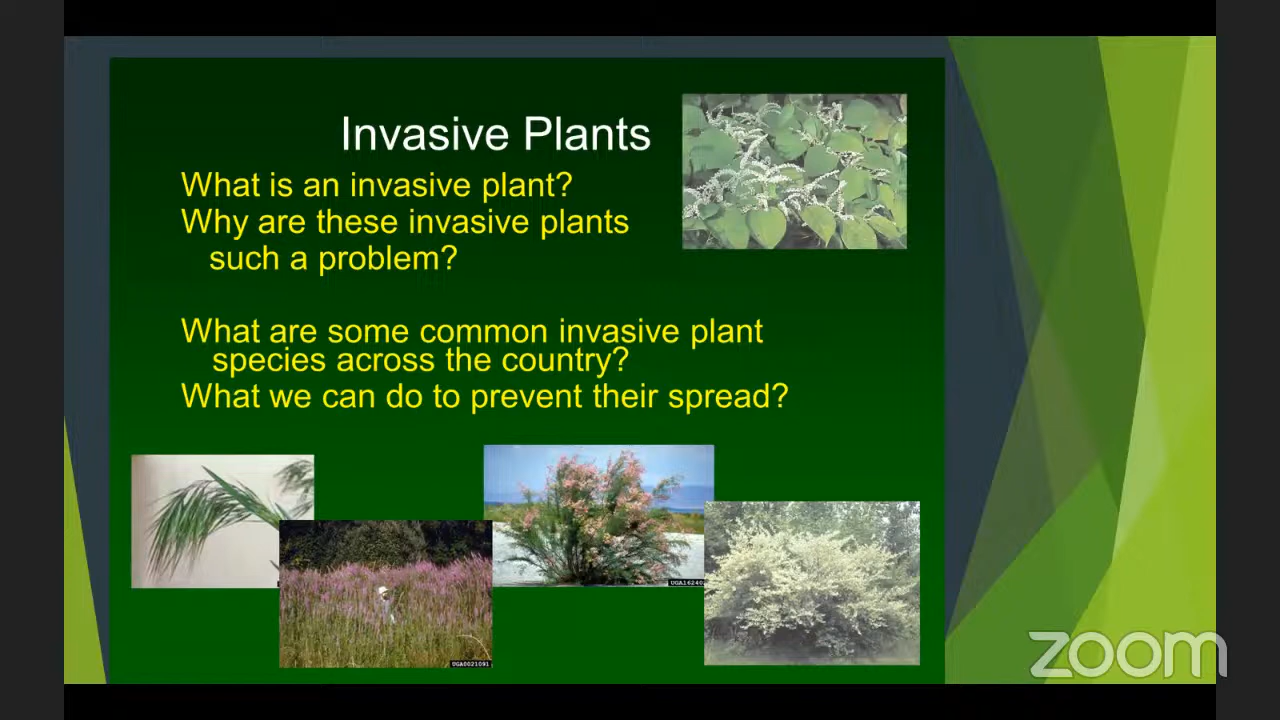 Invasive Plants
What is an invasive plant?
Why are these invasive plants
such a problem?
What are some common invasive plant
species across the country?
What we can do to prevent their spread?
UGA0021091
zoom